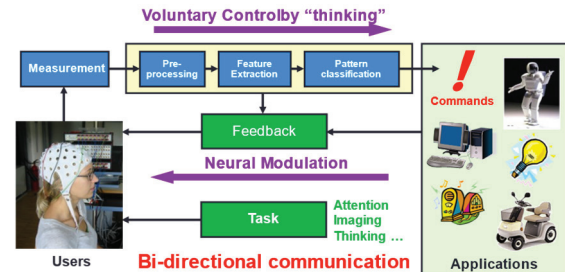 Voluntary Controlby “thinking”
Measurement
Pre-
processing
Feature
Extraction
Pattern
classification
Commands
Feedback
Neural Modulation
Task
Attention
Imaging
Thinking ...
Users
Bi-directional communication
Applications